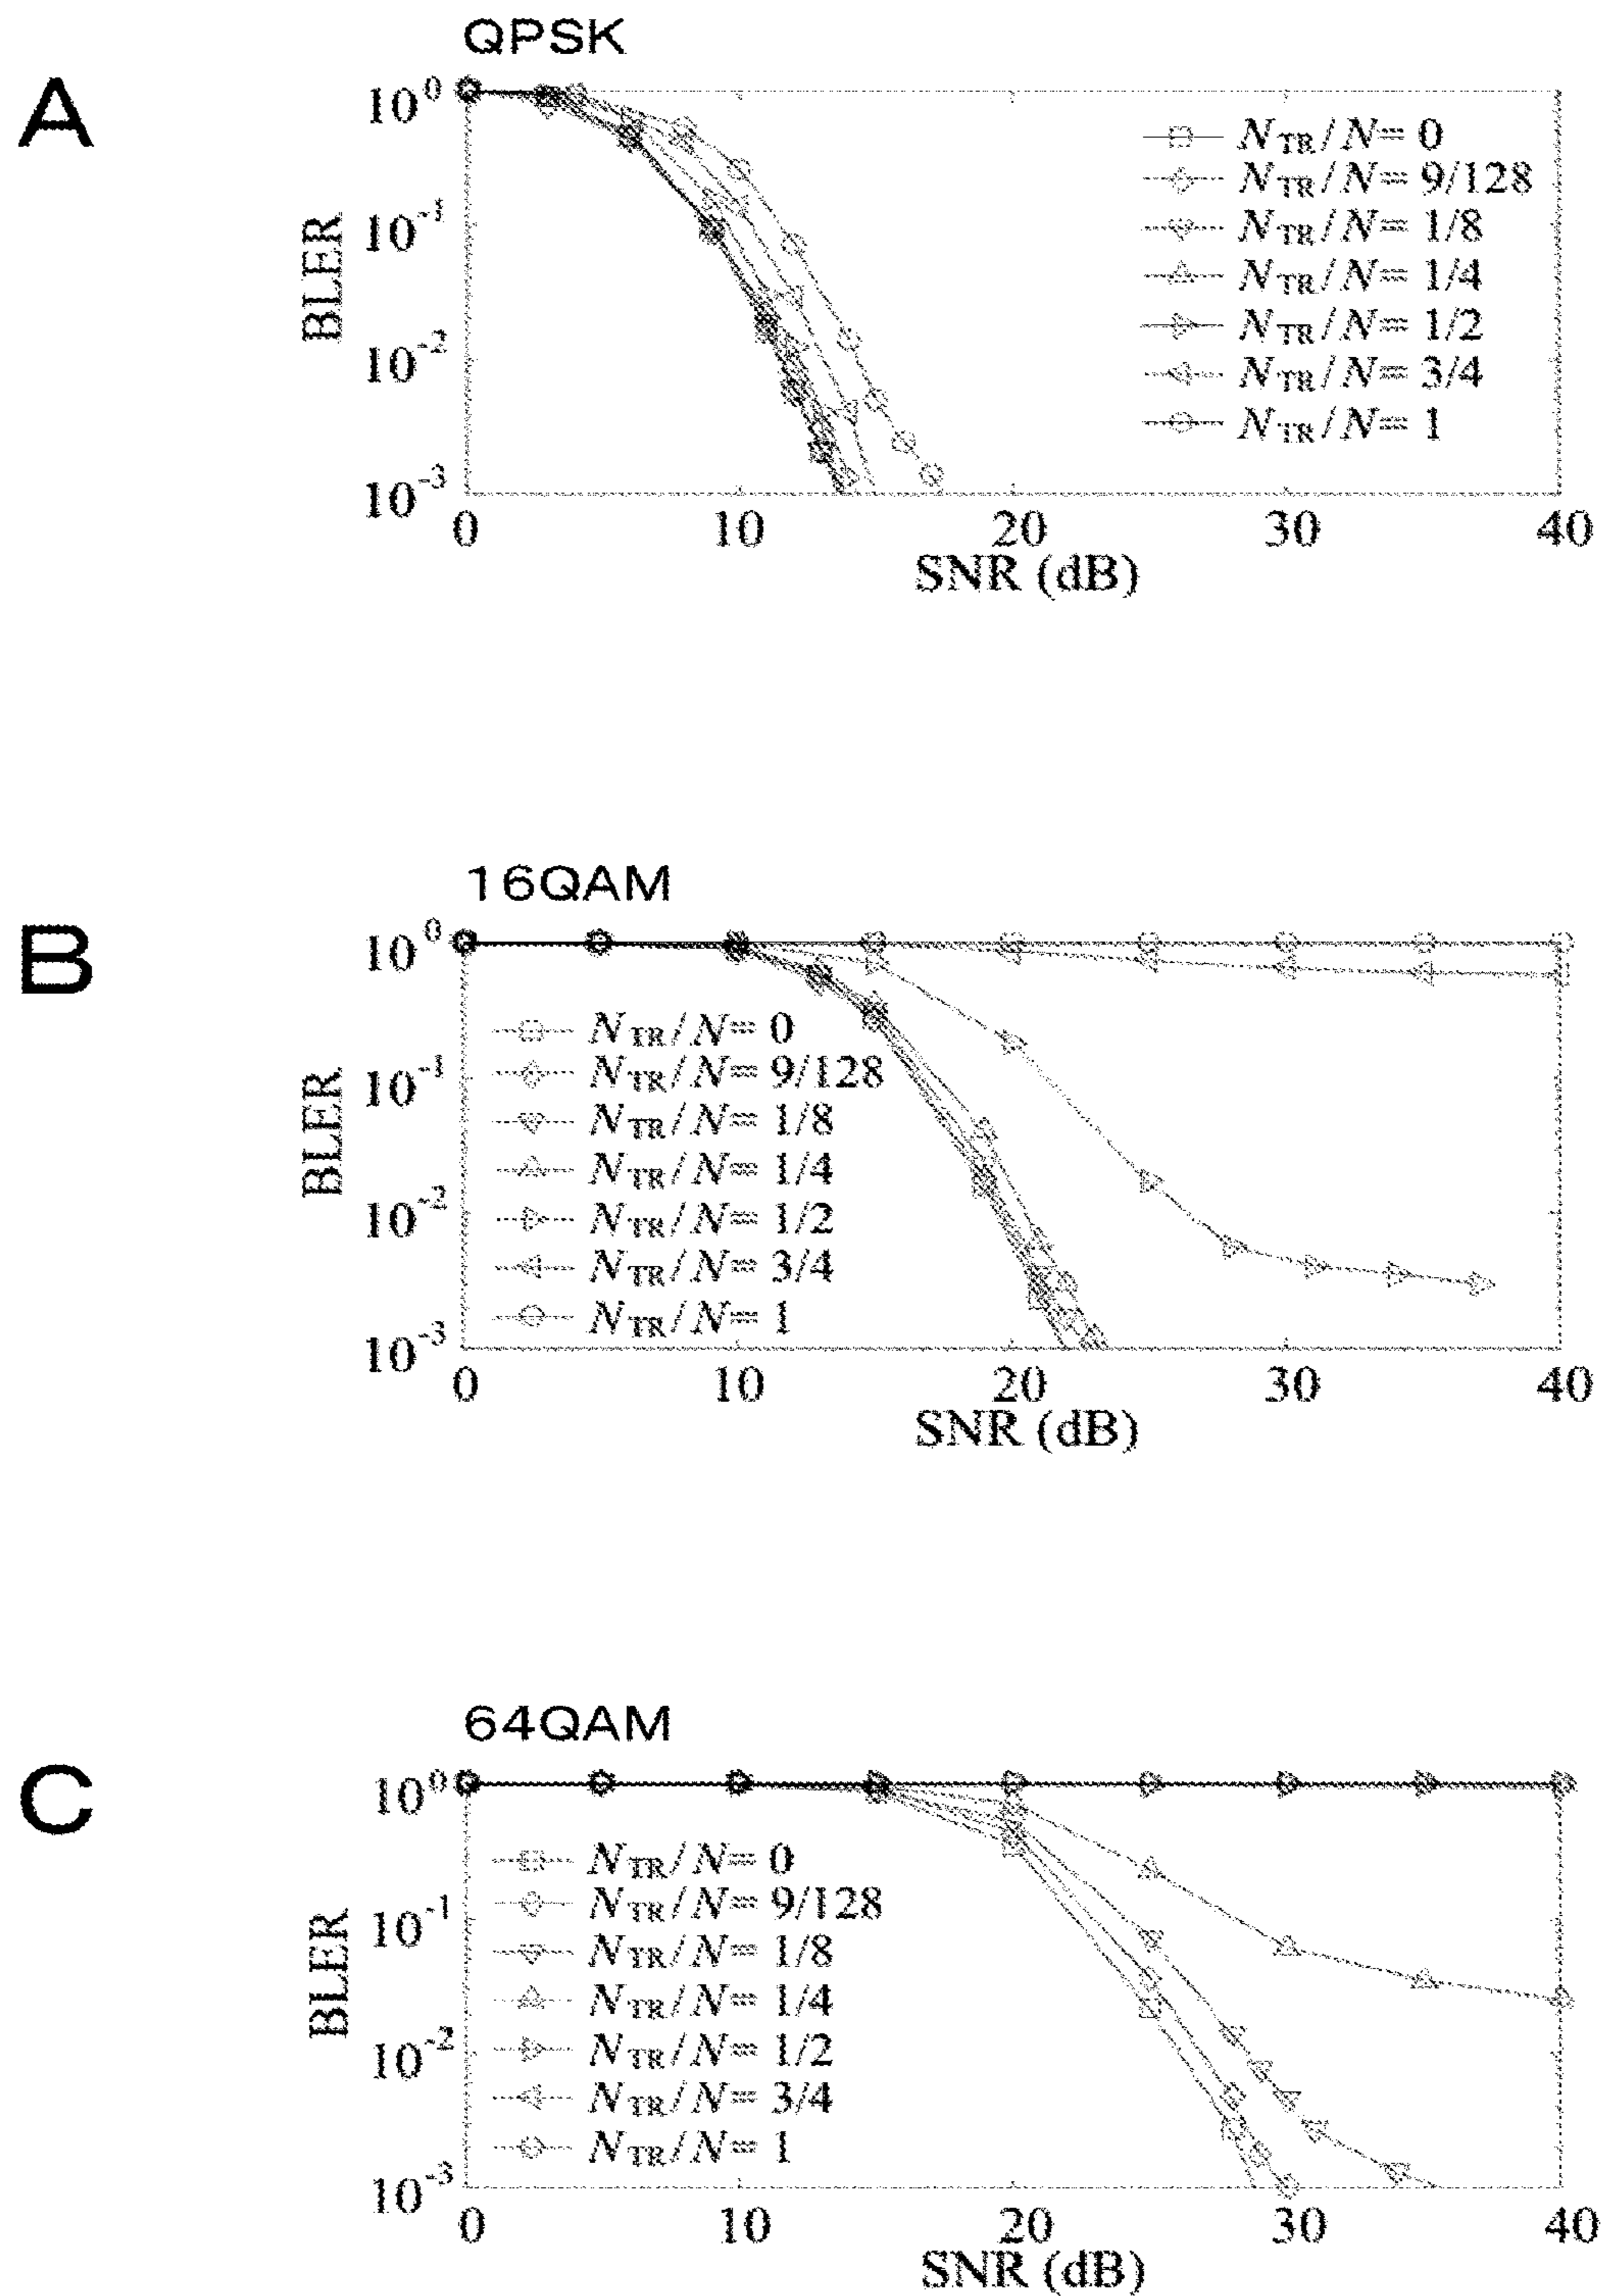 A
QPSK
10^0
10^-1
10^-2
10^-3
BLER
0 10 20 30 40
SNR (dB)
N_TR/N= 0
N_TR/N= 9/128
N_TR/N= 1/8
N_TR/N= 1/4
N_TR/N= 1/2
N_TR/N= 3/4
N_TR/N= 1
B
16QAM
10^0
10^-1
10^-2
10^-3
BLER
N_TR/N= 0
N_TR/N= 9/128
N_TR/N= 1/8
N_TR/N= 1/4
N_TR/N= 1/2
N_TR/N= 3/4
N_TR/N= 1
0 10 20 30 40
SNR (dB)
C
64QAM
10^0
10^-1
10^-2
10^-3
BLER
N_TR/N= 0
N_TR/N= 9/128
N_TR/N= 1/8
N_TR/N= 1/4
N_TR/N= 1/2
N_TR/N= 3/4
N_TR/N= 1
0 10 20 30 40
SNR (dB)